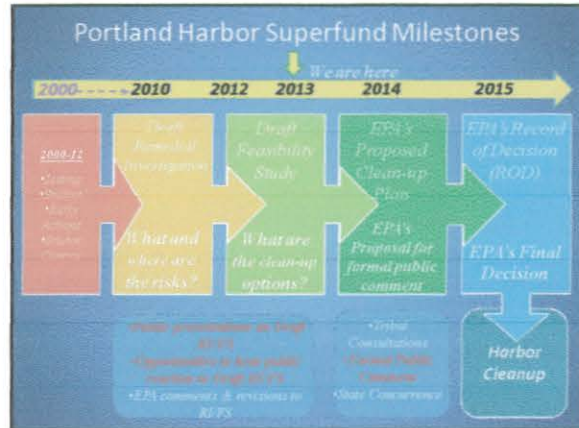 Portland Harbor Superfund Milestones
We are here
2000
2010
2012
2013
2014
2015
2000-12
Draft
Remedial
Investigation
What and
where are
the risks?
Draft
Feasibility
Study
What are
the clean-up
options?
EPA's
Proposed
Clean-up
Plan
EPA's
Proposal for
formal public
comment
EPA's Record
of Decision
(ROD)
EPA's Final
Decision
Harbor
Cleanup
•EPA comments & revisions to
RI/FS
•Tribal
Consultations
•Formal Public
Comment
•State Concurrence